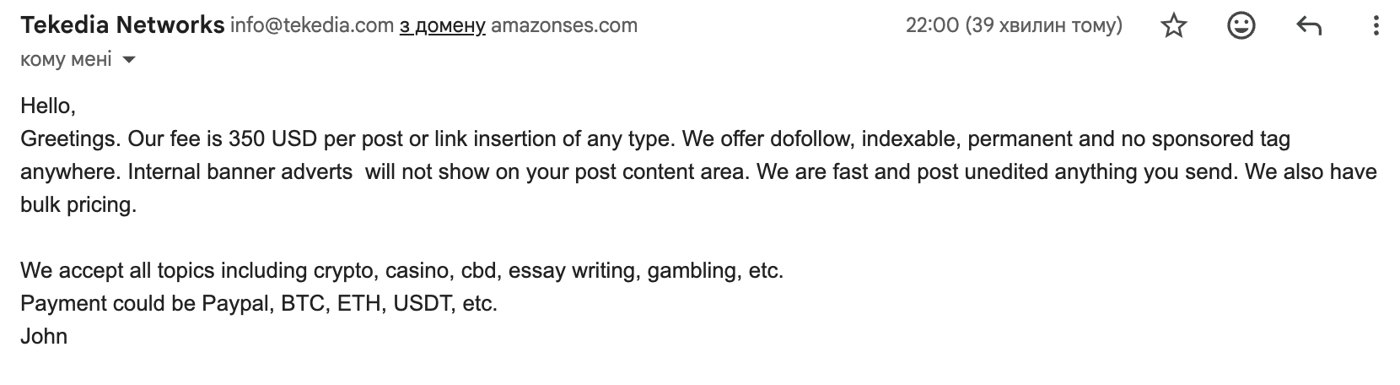 Tekedia Networks info@tekedia.com з домену amazonses.com 22:00 (39 хвилин тому)
кому мені
Hello,
Greetings. Our fee is 350 USD per post or link insertion of any type. We offer dofollow, indexable, permanent and no sponsored tag
anywhere. Internal banner adverts  will not show on your post content area. We are fast and post unedited anything you send. We also have
bulk pricing.
We accept all topics including crypto, casino, cbd, essay writing, gambling, etc.
Payment could be Paypal, BTC, ETH, USDT, etc.
John